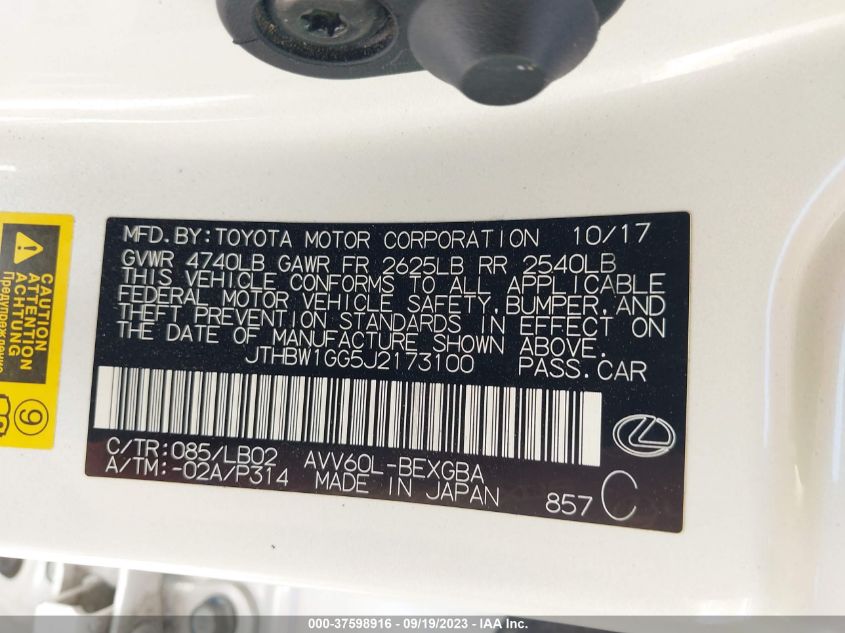 MFD.BY:TOYOTA MOTOR CORPORATION 10/17
GVWR 4740LB GAWR FR 2625LB RR 2540LB
THIS VEHICLE CONFORMS TO ALL APPLICABLE
FEDERAL MOTOR VEHICLE SAFETY, BUMPER, AND
THEFT PREVENTION STANDARDS IN EFFECT ON
THE DATE OF MANUFACTURE SHOWN ABOVE.
JTHBW1GG5J2173100 PASS.CAR
C/TR:085/LB02 AVV60L-BEXGBA
A/TM:-02A/P314 MADE IN JAPAN
857 C
CAUTION
ATTENTION
ACHTUNG
Предупреждение
9
000-37598916 - 09/19/2023 - IAA Inc.